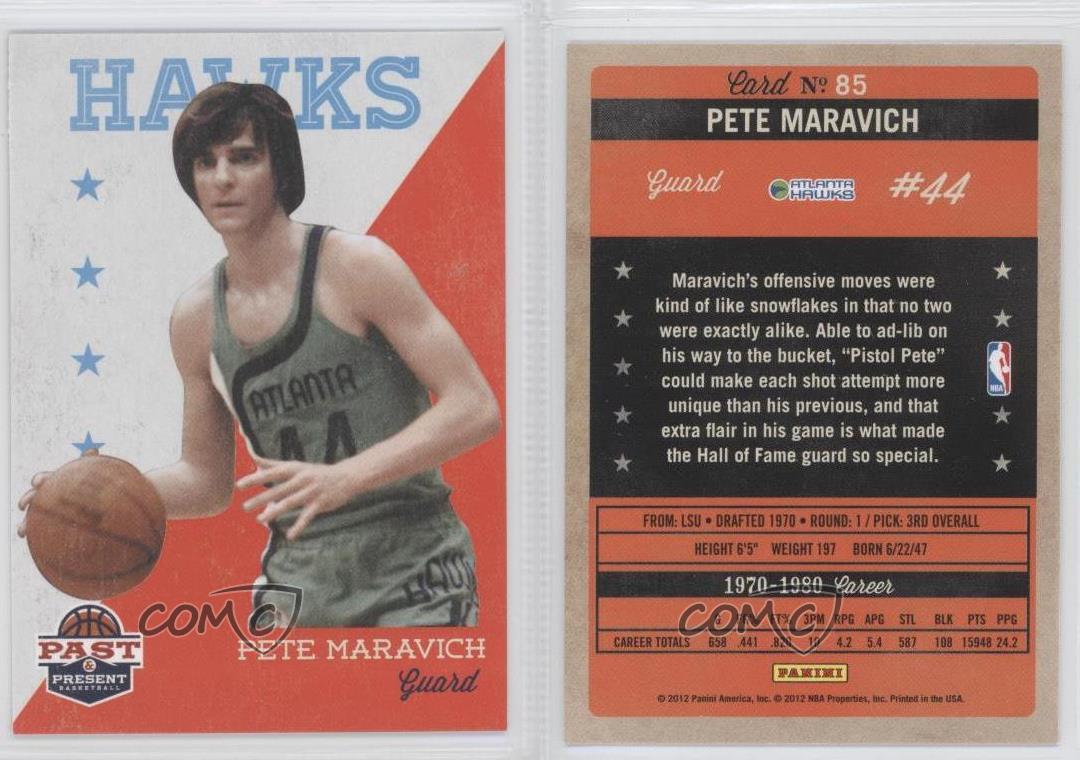 HAWKS
ATLANTA
44
PAST
&
PRESENT
BASKETBALL
PETE MARAVICH
Guard
COMC
Card Nº 85
PETE MARAVICH
Guard ATLANTA HAWKS #44
Maravich's offensive moves were
kind of like snowflakes in that no two
were exactly alike. Able to ad-lib on
his way to the bucket, “Pistol Pete”
could make each shot attempt more
unique than his previous, and that
extra flair in his game is what made
the Hall of Fame guard so special.
NBA
FROM: LSU • DRAFTED 1970 • ROUND: 1 / PICK: 3RD OVERALL
HEIGHT 6'5" WEIGHT 197 BORN 6/22/47
1970-1980 Career
G FT% 3PM RPG APG STL BLK PTS PPG
CAREER TOTALS 658 .441 .820 10 4.2 5.4 587 108 15948 24.2
COMC
PANINI
© 2012 Panini America, Inc. © 2012 NBA Properties, Inc. Printed in the USA.